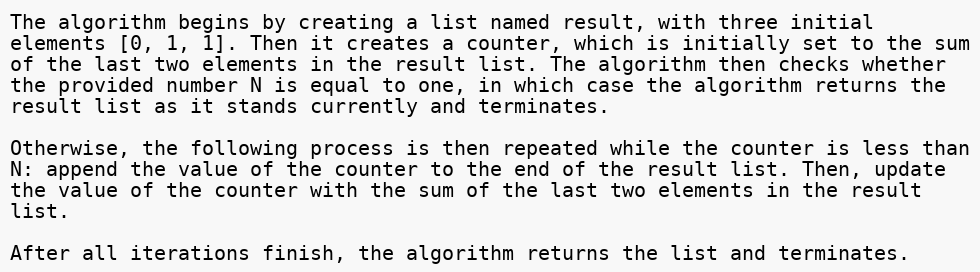 The algorithm begins by creating a list named result, with three initial
elements [0, 1, 1]. Then it creates a counter, which is initially set to the sum
of the last two elements in the result list. The algorithm then checks whether
the provided number N is equal to one, in which case the algorithm returns the
result list as it stands currently and terminates.

Otherwise, the following process is then repeated while the counter is less than
N: append the value of the counter to the end of the result list. Then, update
the value of the counter with the sum of the last two elements in the result
list.

After all iterations finish, the algorithm returns the list and terminates.